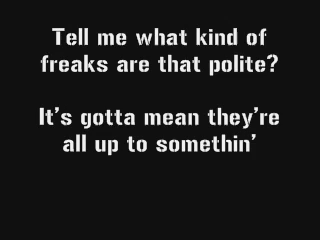 Tell me what kind of
freaks are that polite?
It's gotta mean they're
all up to somethin'